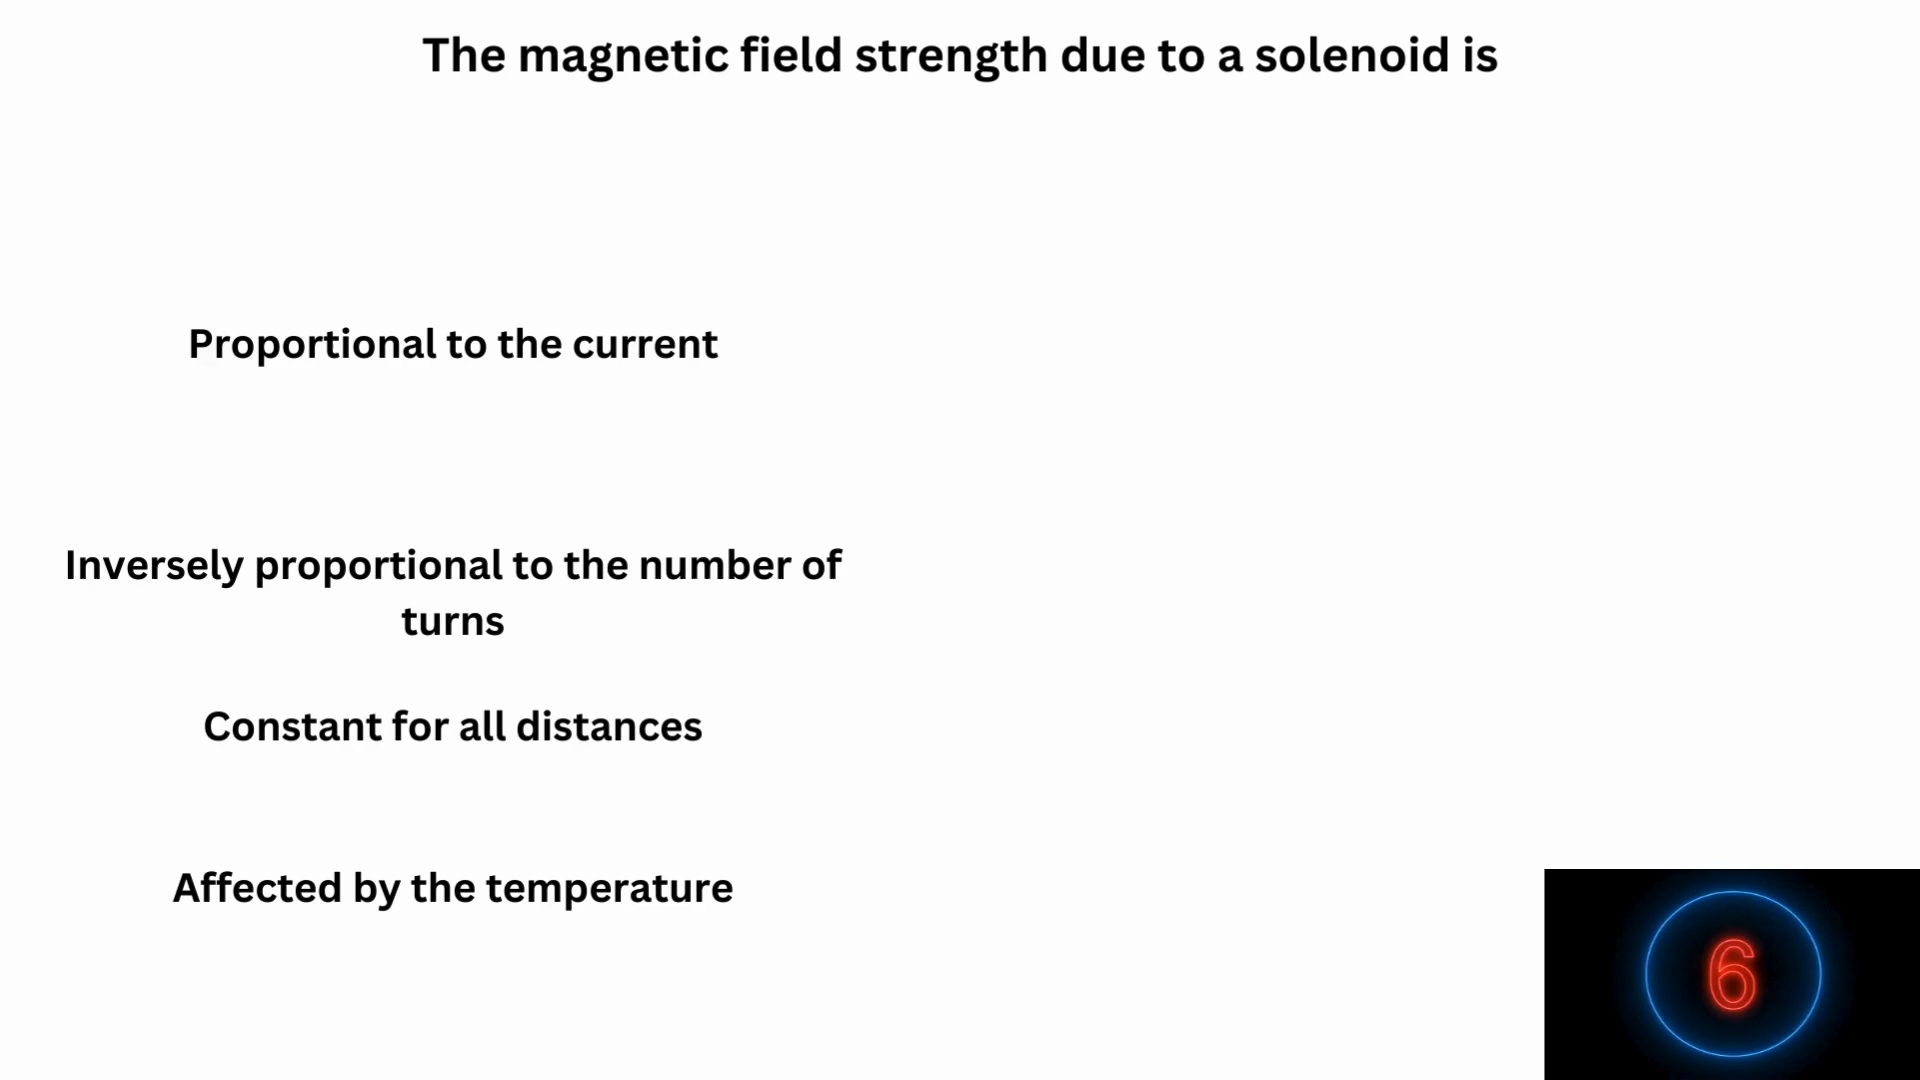 The magnetic field strength due to a solenoid is
Proportional to the current
Inversely proportional to the number of
turns
Constant for all distances
Affected by the temperature
6